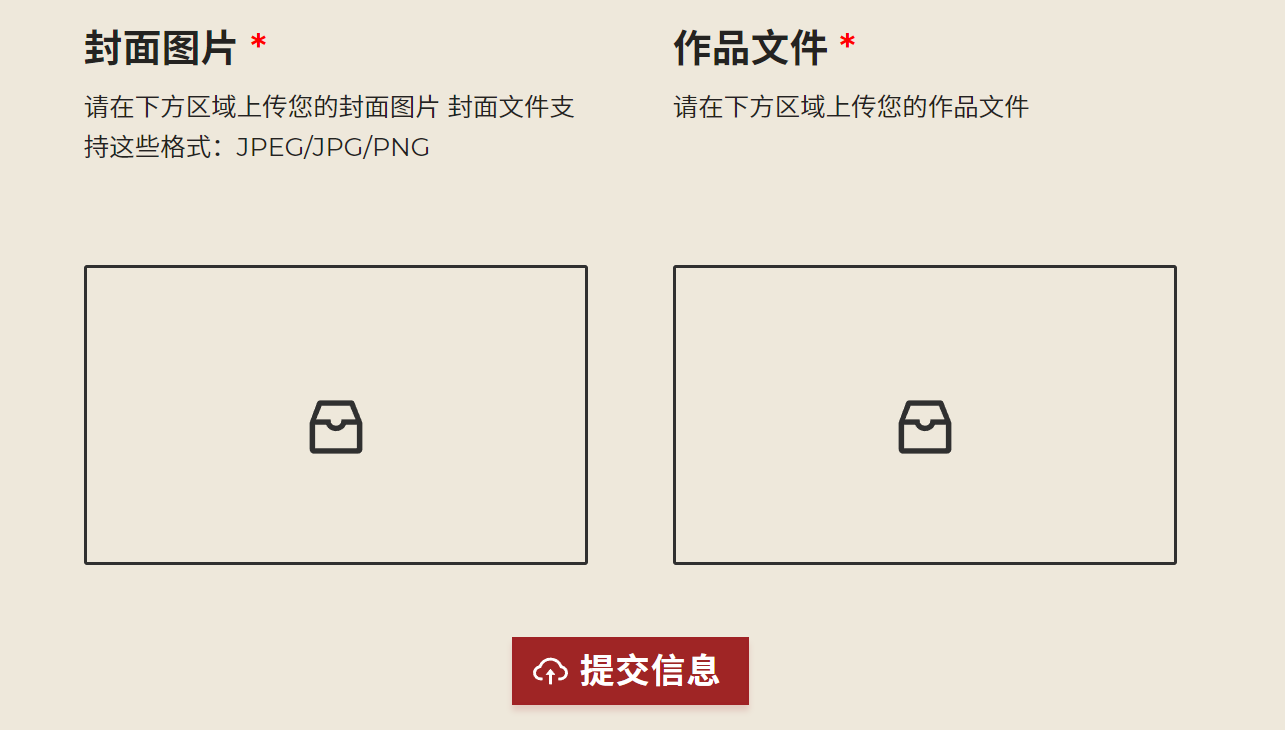 封面图片 *
请在下方区域上传您的封面图片 封面文件支
持这些格式：JPEG/JPG/PNG
作品文件 *
请在下方区域上传您的作品文件
提交信息